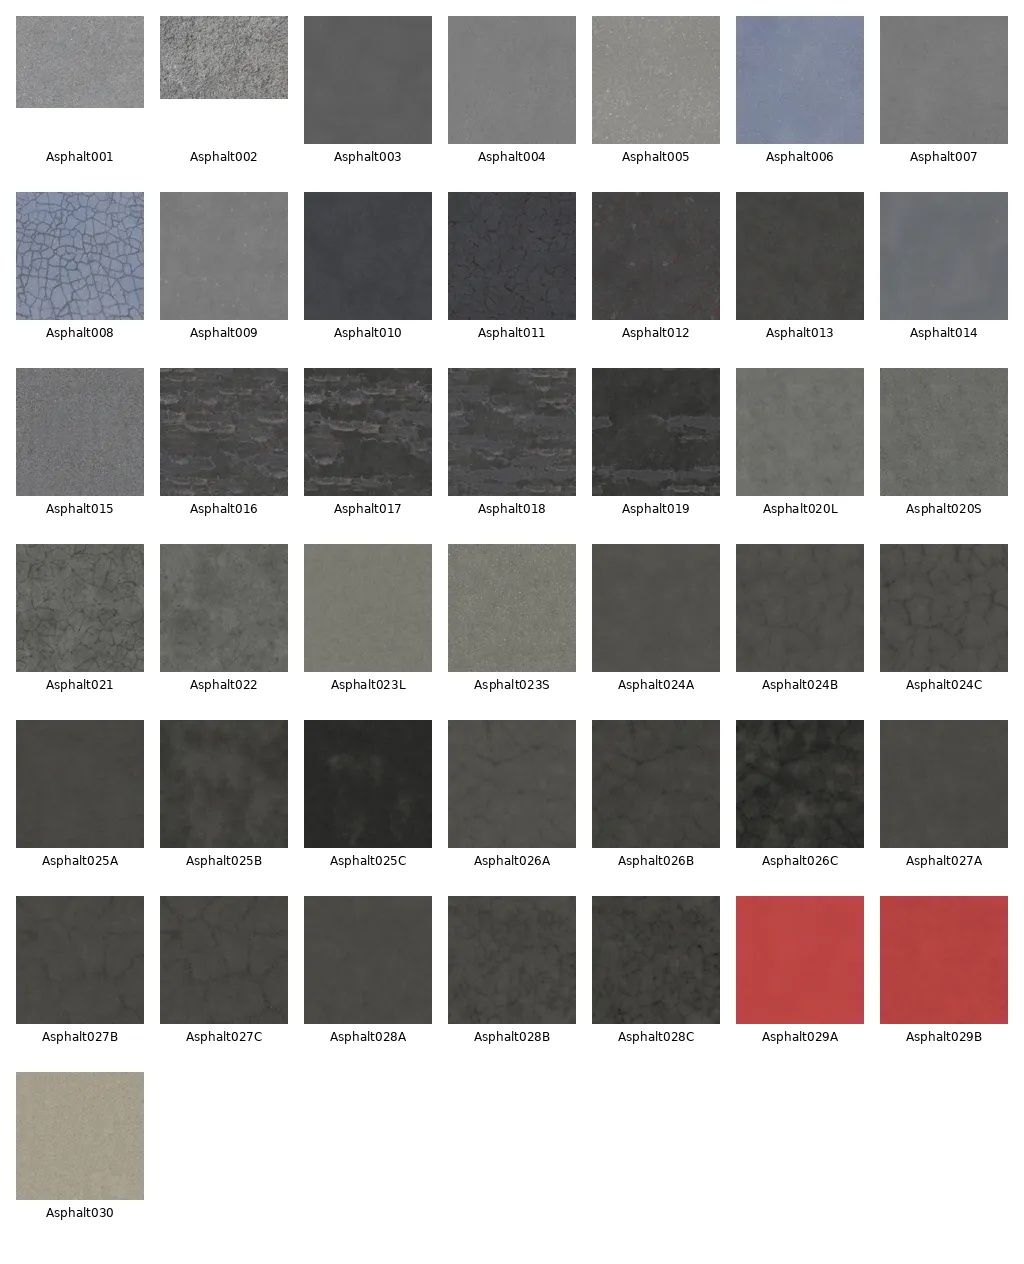 Asphalt001 Asphalt002 Asphalt003 Asphalt004 Asphalt005 Asphalt006 Asphalt007
Asphalt008 Asphalt009 Asphalt010 Asphalt011 Asphalt012 Asphalt013 Asphalt014
Asphalt015 Asphalt016 Asphalt017 Asphalt018 Asphalt019 Asphalt020L Asphalt020S
Asphalt021 Asphalt022 Asphalt023L Asphalt023S Asphalt024A Asphalt024B Asphalt024C
Asphalt025A Asphalt025B Asphalt025C Asphalt026A Asphalt026B Asphalt026C Asphalt027A
Asphalt027B Asphalt027C Asphalt028A Asphalt028B Asphalt028C Asphalt029A Asphalt029B
Asphalt030